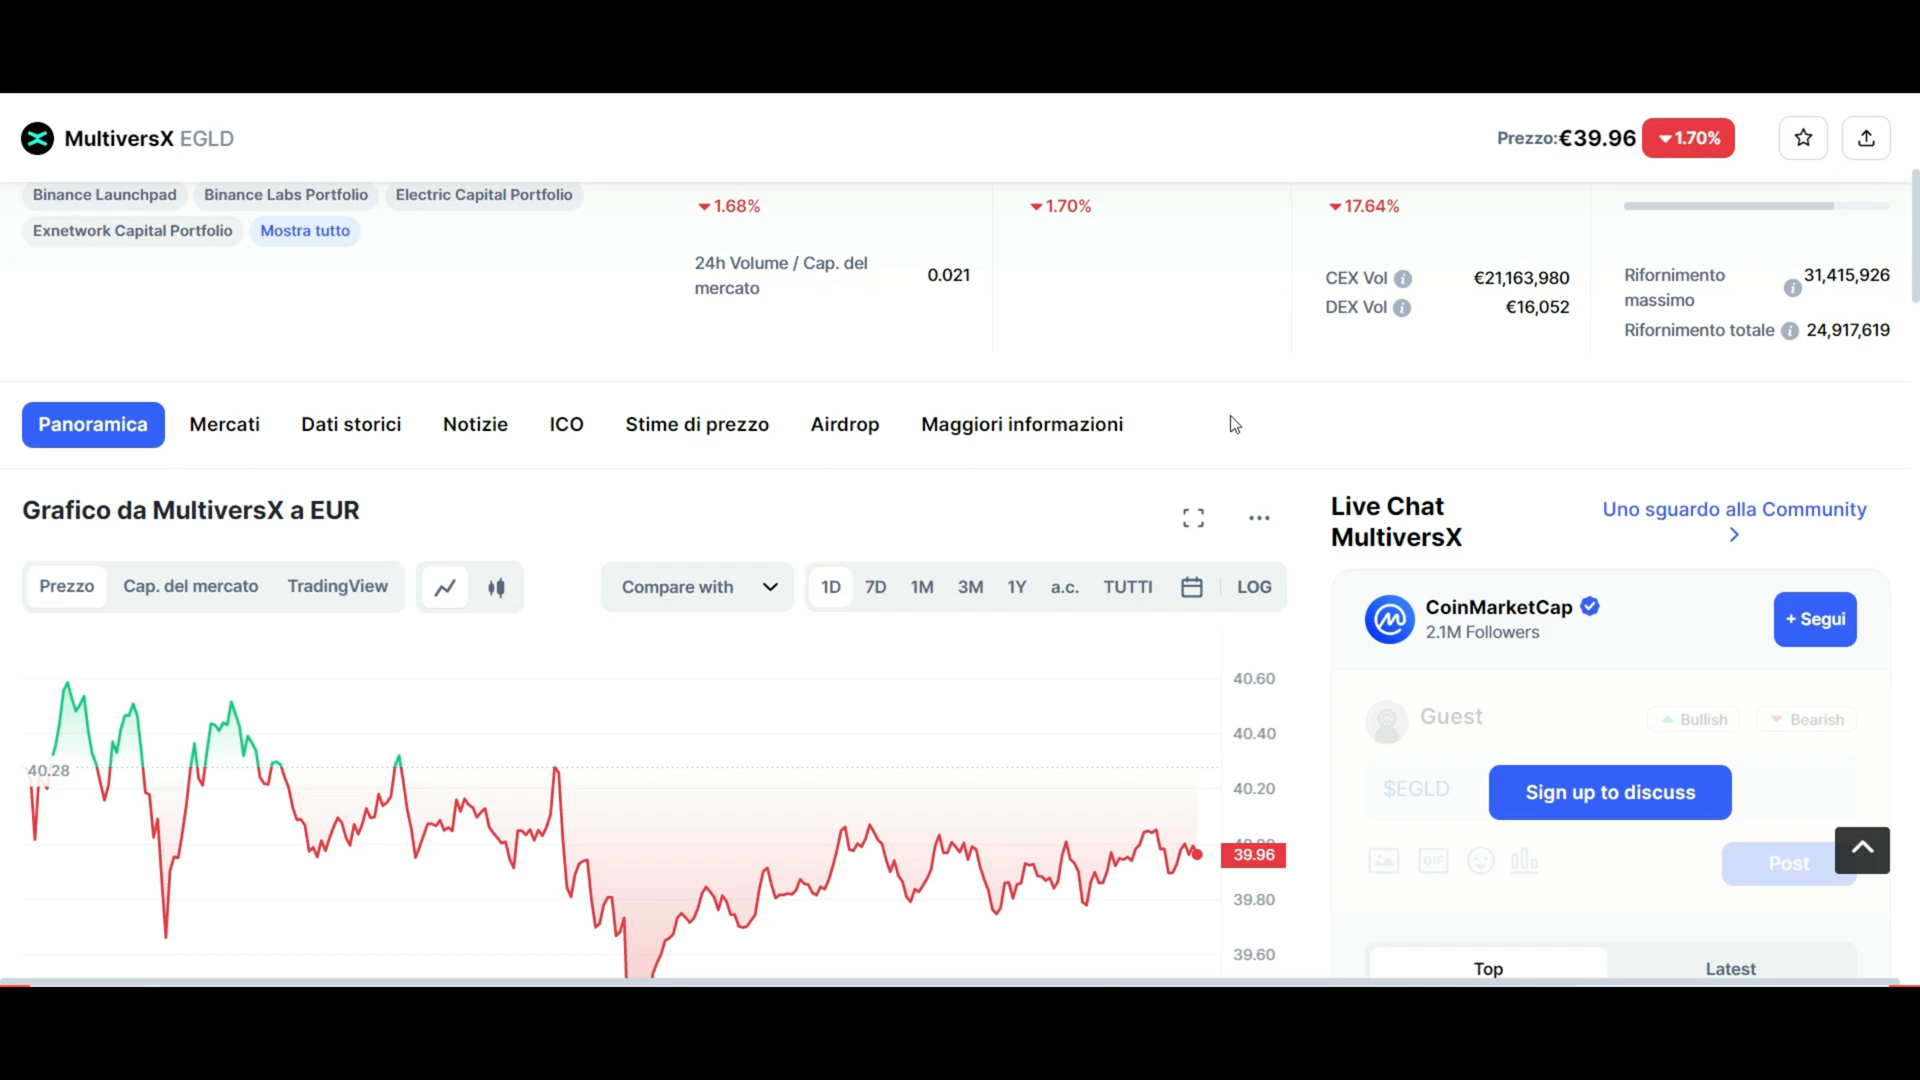 MultiversX EGLD
Prezzo:€39.96 1.70%
Binance Launchpad Binance Labs Portfolio Electric Capital Portfolio
Exnetwork Capital Portfolio Mostra tutto
1.68%
24h Volume / Cap. del
mercato
0.021
1.70%
17.64%
CEX Vol €21,163,980
DEX Vol €16,052
Rifornimento
massimo
31,415,926
Rifornimento totale 24,917,619
Panoramica Mercati Dati storici Notizie ICO Stime di prezzo Airdrop Maggiori informazioni
Grafico da MultiversX a EUR
Prezzo Cap. del mercato TradingView
Compare with 1D 7D 1M 3M 1Y a.c. TUTTI LOG
40.28
40.60
40.40
40.20
39.96
39.80
39.60
Live Chat
MultiversX
Uno sguardo alla Community
CoinMarketCap
2.1M Followers
+ Segui
Guest
Bullish Bearish
$EGLD
Sign up to discuss
GIF
Post
Top Latest